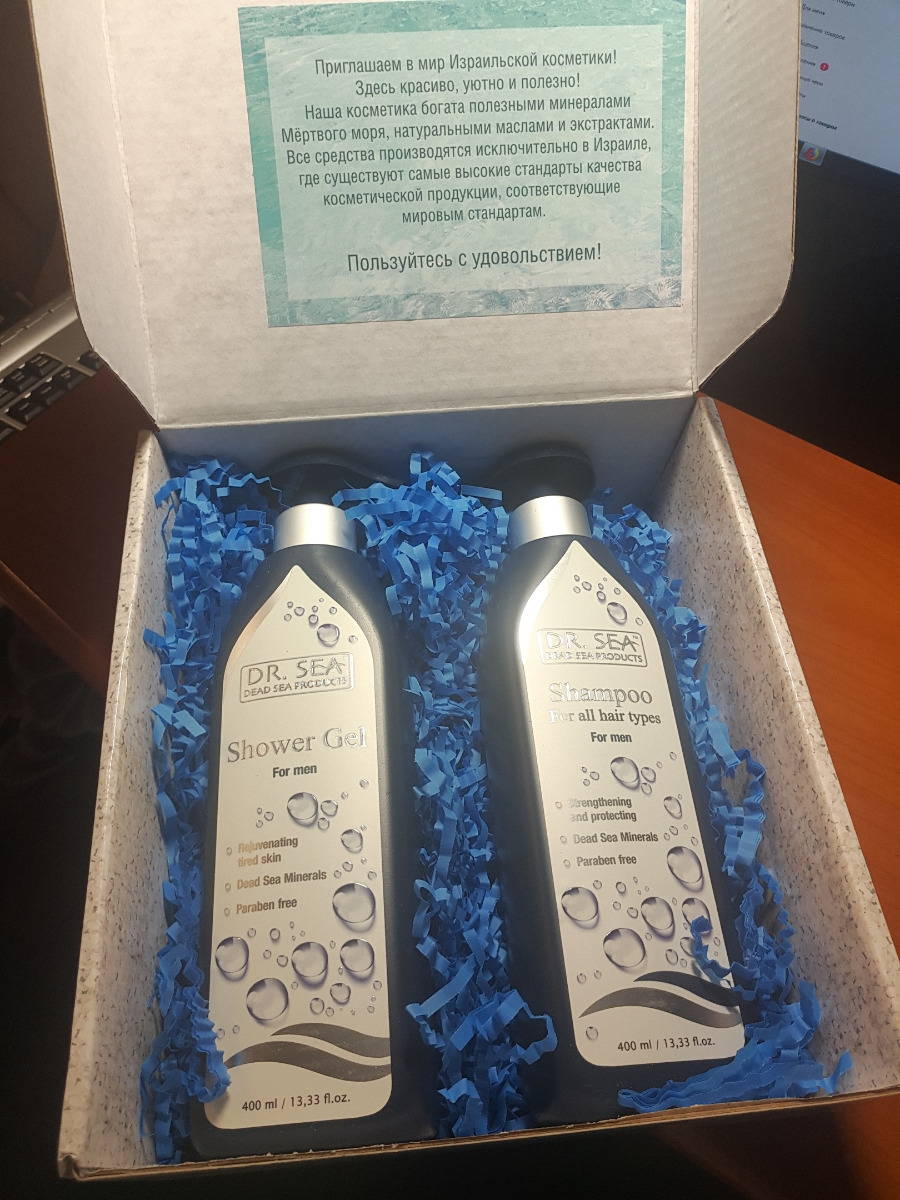 Приглашаем в мир Израильской косметики!
Здесь красиво, уютно и полезно!
Наша косметика богата полезными минералами
Мёртвого моря, натуральными маслами и экстрактами.
Все средства производятся исключительно в Израиле,
где существуют самые высокие стандарты качества
косметической продукции, соответствующие
мировым стандартам.
Пользуйтесь с удовольствием!
DR. SEA
DEAD SEA PRODUCTS
Shower Gel
For men
Rejuvenating
tired skin
Dead Sea Minerals
Paraben free
400 ml / 13,33 fl.oz.
DR. SEA™
DEAD SEA PRODUCTS
Shampoo
For all hair types
For men
Strengthening
and protecting
Dead Sea Minerals
Paraben free
400 ml / 13,33 fl.oz.